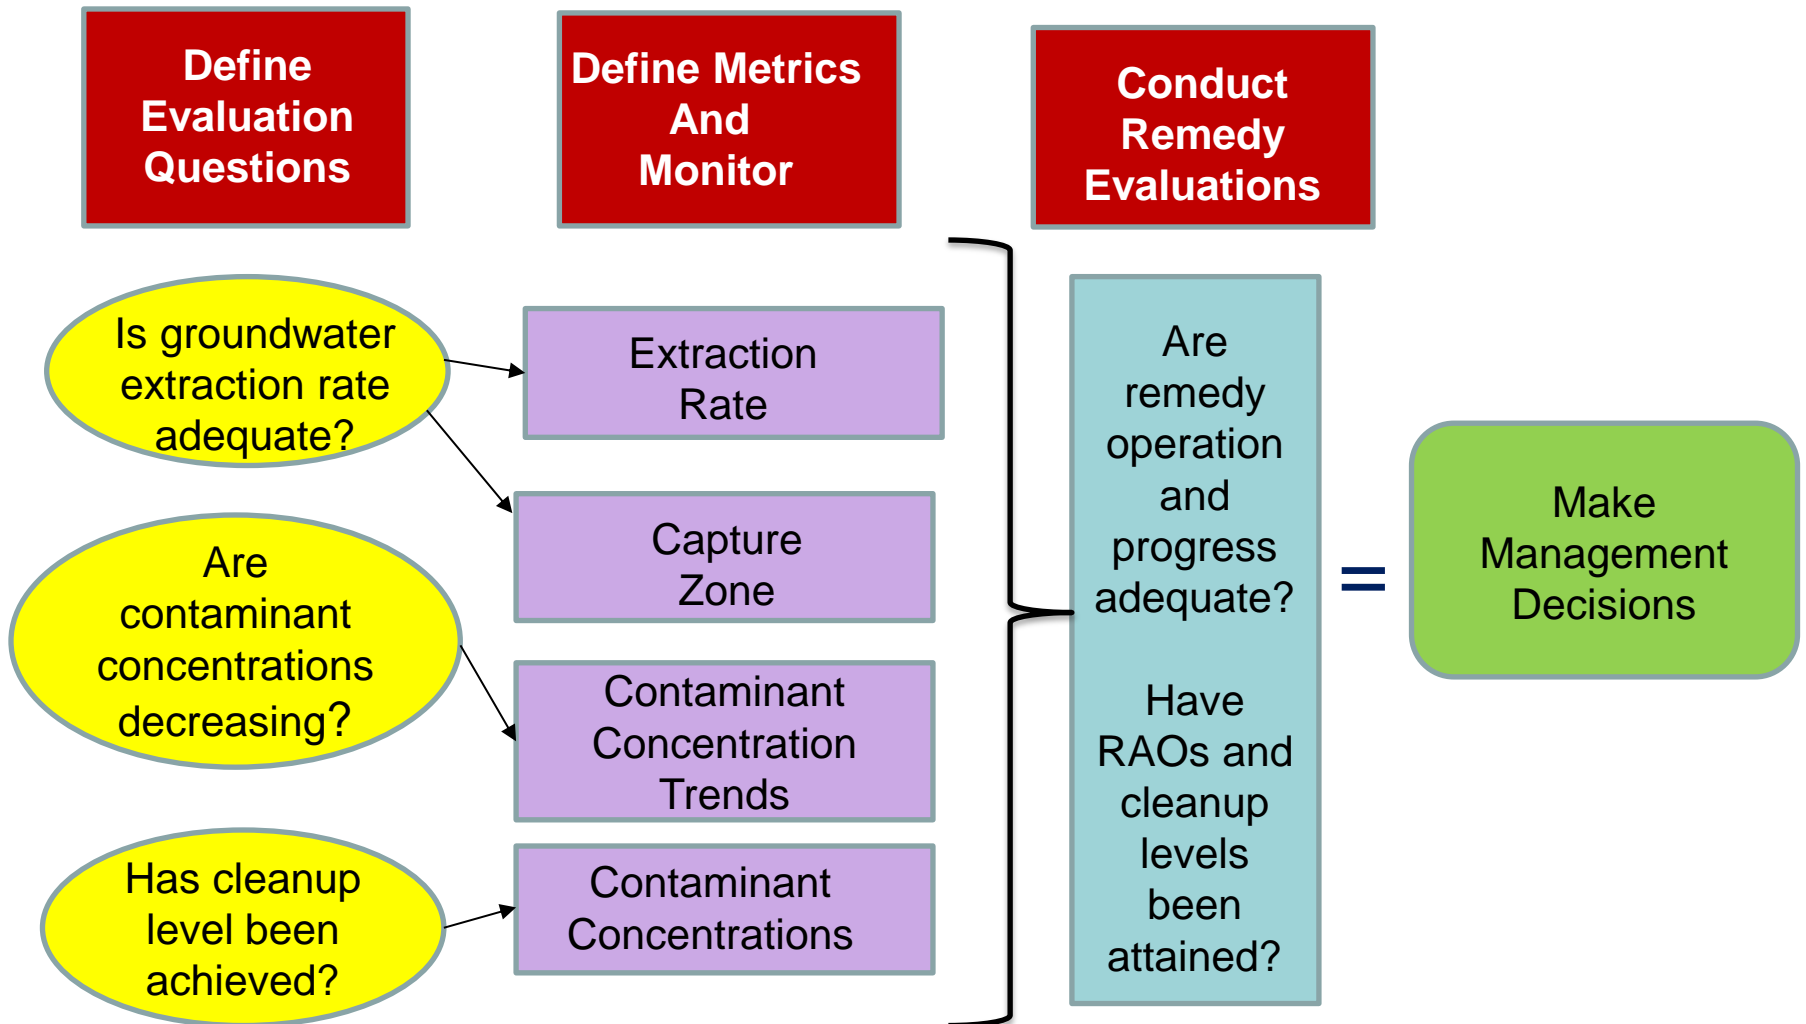 Define
Evaluation
Questions
Define Metrics
And
Monitor
Conduct
Remedy
Evaluations
Is groundwater
extraction rate
adequate?
Are
contaminant
concentrations
decreasing?
Has cleanup
level been
achieved?
Extraction
Rate
Capture
Zone
Contaminant
Concentration
Trends
Contaminant
Concentrations
Are
remedy
operation
and
progress
adequate?
Have
RAOs and
cleanup
levels
been
attained?
=
Make
Management
Decisions